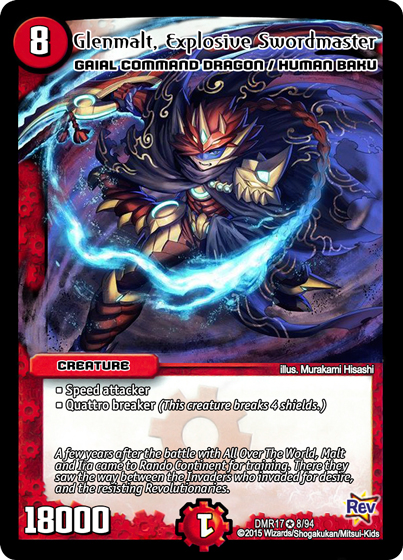 8
Glenmalt, Explosive Swordmaster
GAIAL COMMAND DRAGON / HUMAN BAKU
CREATURE
illus. Murakami Hisashi
▪ Speed attacker
▪ Quattro breaker (This creature breaks 4 shields.)
A few years after the battle with All Over The World, Malt
and Ira came to Rando Continent for training. There they
saw the way between the Invaders who invaded for desire,
and the resisting Revolutionaries.
Rev
18000
1
DMR17 ✪ 8/94
©2015 Wizards/Shogakukan/Mitsui-Kids